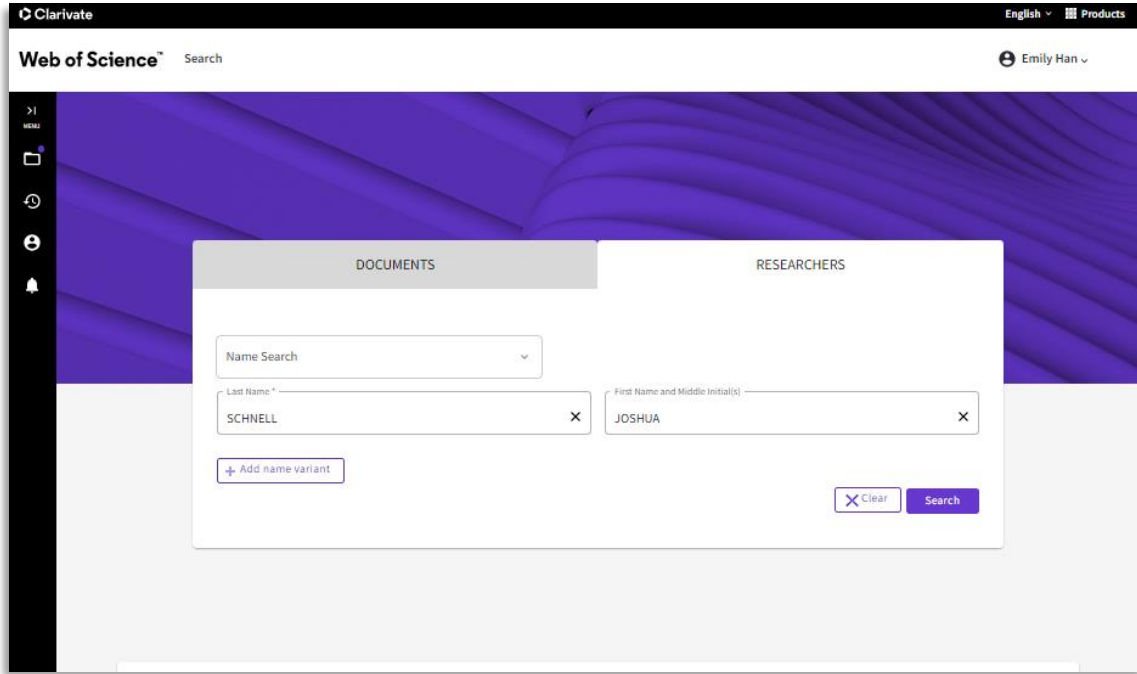 Clarivate English Products
Web of Science™ Search Emily Han
MENU
DOCUMENTS RESEARCHERS
Name Search
Last Name * First Name and Middle Initial(s)
SCHNELL JOSHUA
+ Add name variant
Clear Search